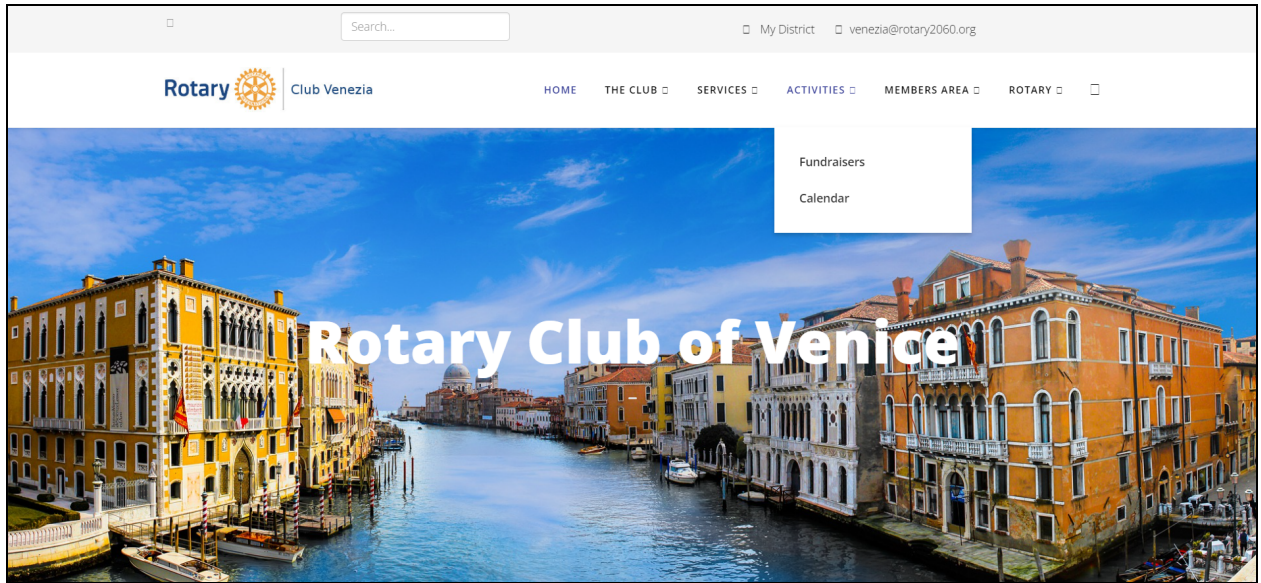 Search...
My District venezia@rotary2060.org
Rotary Club Venezia
HOME THE CLUB SERVICES ACTIVITIES MEMBERS AREA ROTARY
Fundraisers
Calendar
Rotary Club of Venice